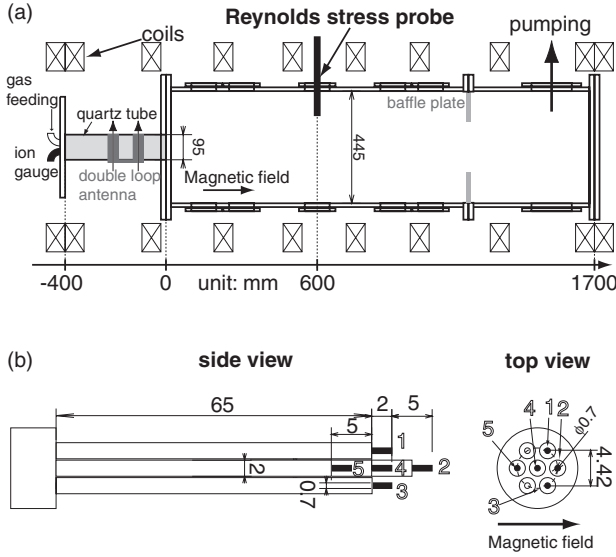 (a)
coils
Reynolds stress probe
pumping
gas
feeding
quartz tube
baffle plate
ion
gauge
double loop
antenna
95
445
Magnetic field
-400
0
unit: mm
600
1700
(b)
side view
top view
65
2
5
5
1
5
4
2
2
3
0.7
4
1
2
φ0.7
5
3
4.42
Magnetic field